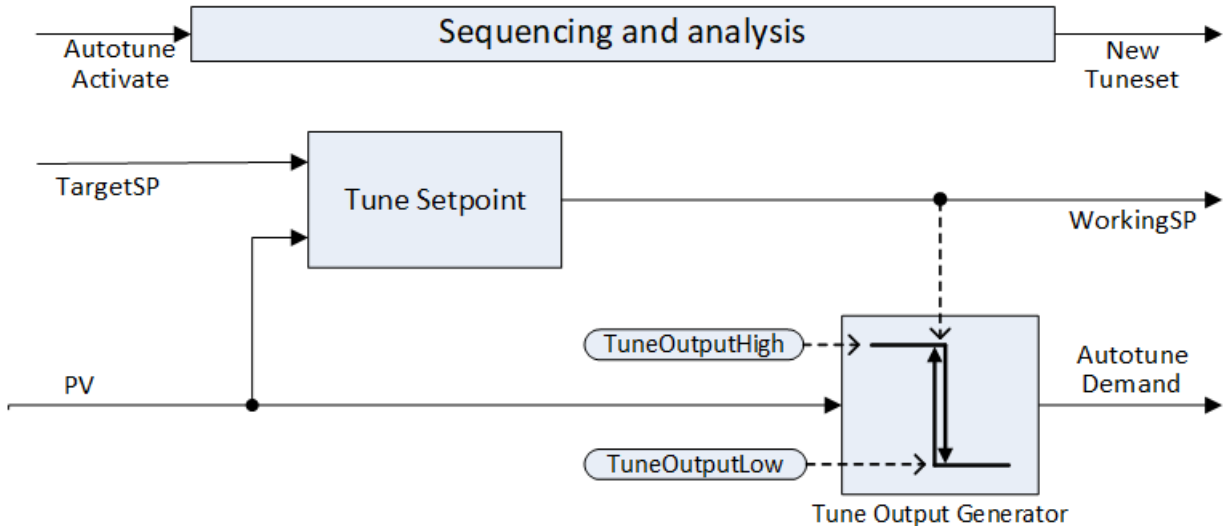 Sequencing and analysis
Autotune
Activate
New
Tuneset
TargetSP
Tune Setpoint
WorkingSP
TuneOutputHigh
PV
Autotune
Demand
TuneOutputLow
Tune Output Generator